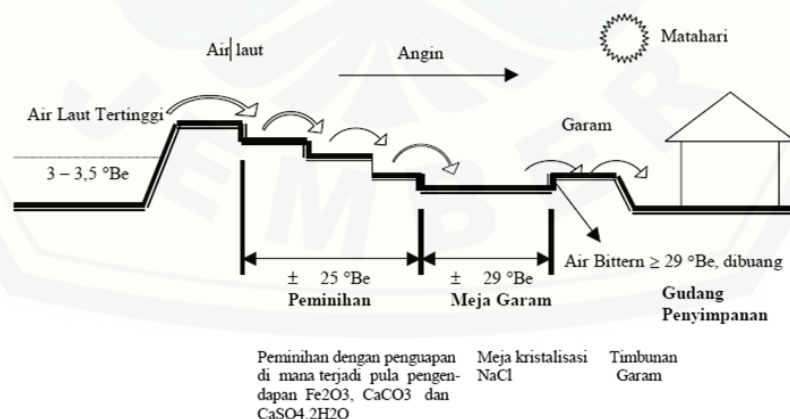 Air laut
Angin
Matahari
Air Laut Tertinggi
Garam
3 – 3,5 °Be
JEMBER
Air Bittern ≥ 29 °Be, dibuang
± 25 °Be
Peminihan
± 29 °Be
Meja Garam
Gudang
Penyimpanan
Peminihan dengan penguapan
di mana terjadi pula pengen-
dapan Fe2O3, CaCO3 dan
CaSO4.2H2O
Meja kristalisasi
NaCl
Timbunan
Garam